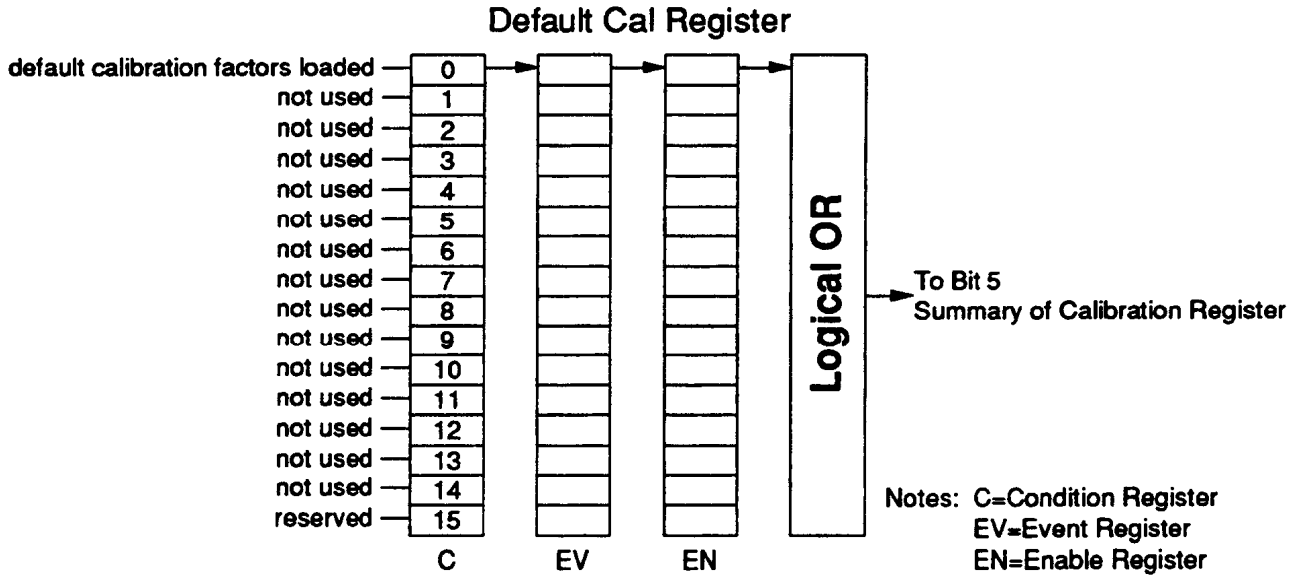 Default Cal Register
default calibration factors loaded 0
not used 1
not used 2
not used 3
not used 4
not used 5
not used 6
not used 7
not used 8
not used 9
not used 10
not used 11
not used 12
not used 13
not used 14
reserved 15
C EV EN
Logical OR
To Bit 5
Summary of Calibration Register
Notes: C=Condition Register
EV=Event Register
EN=Enable Register